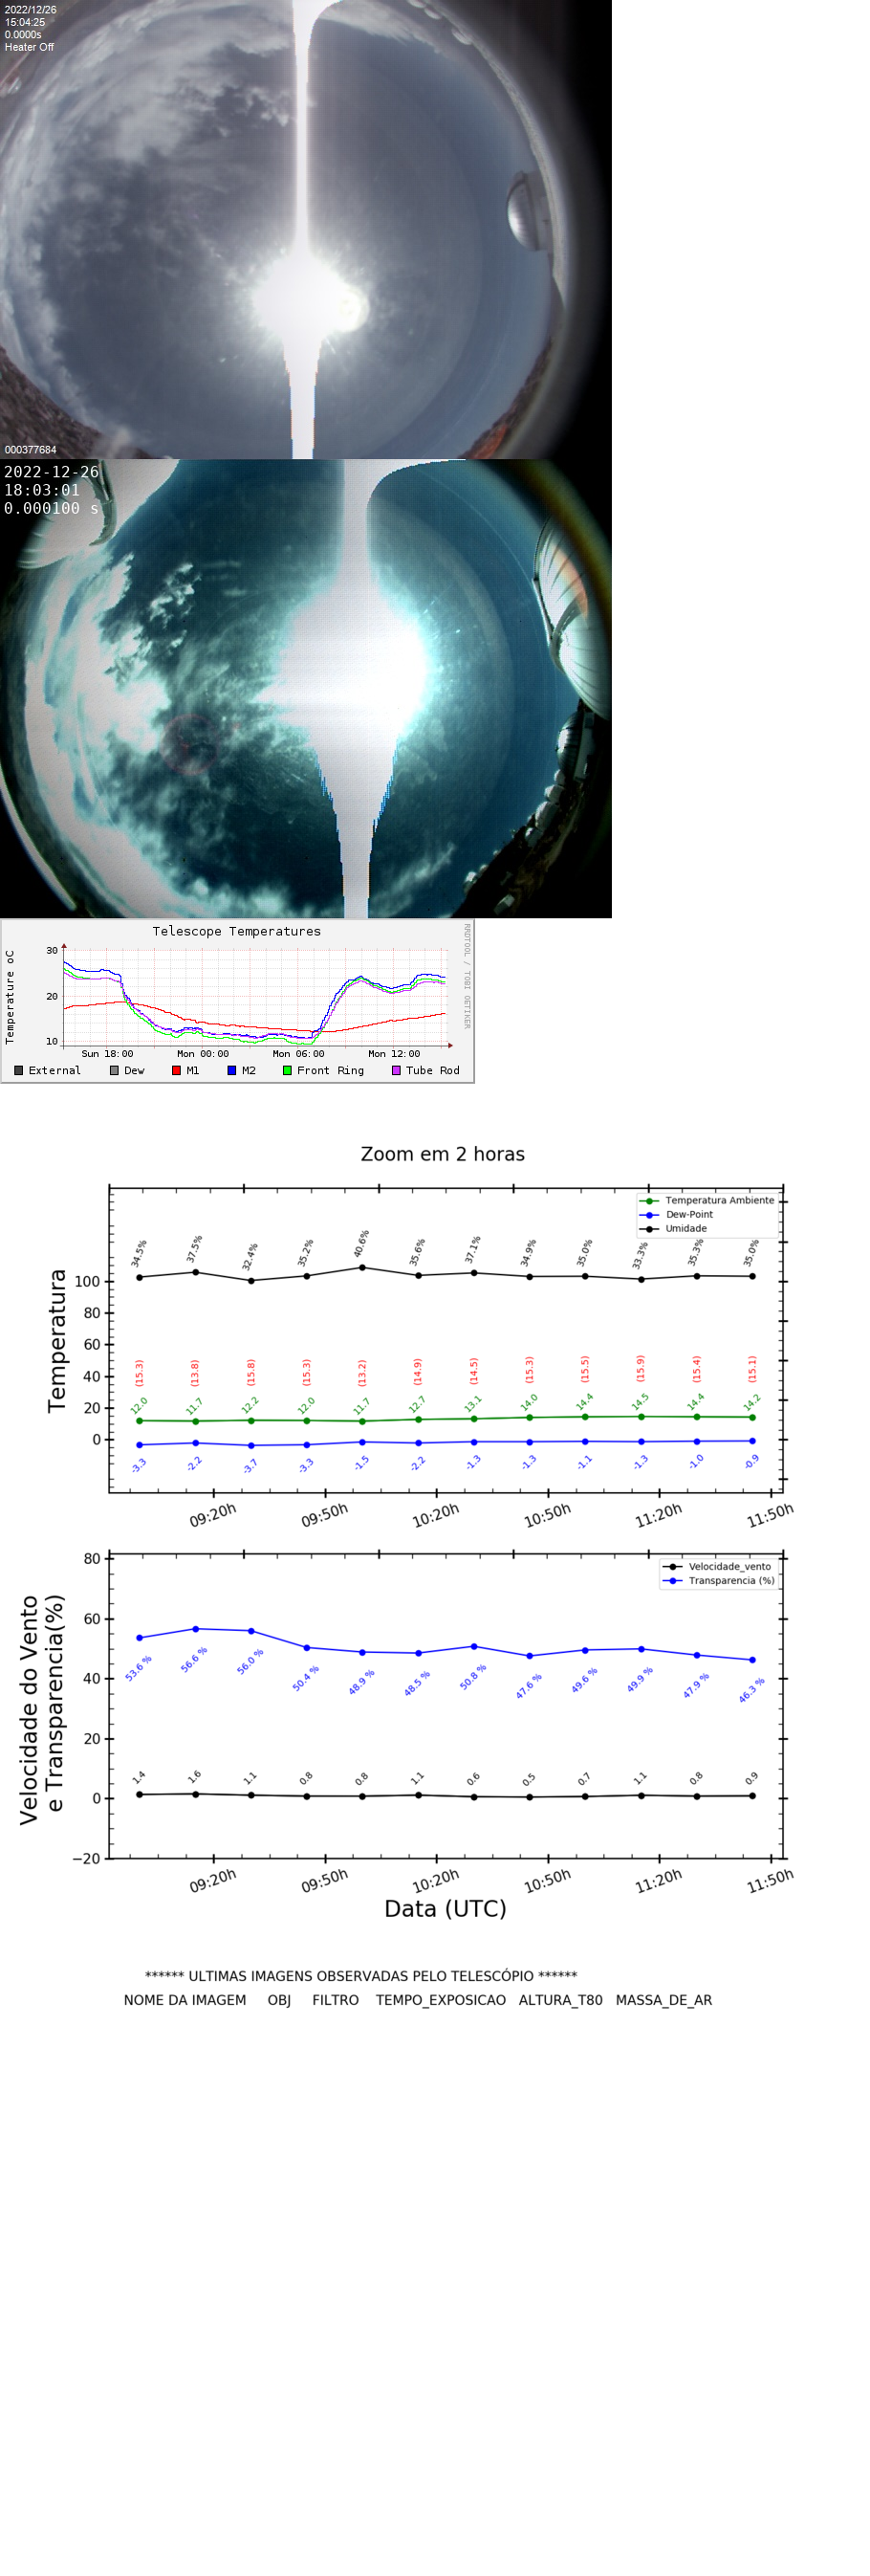 2022/12/26
15:04:25
0.0000s
Heater Off
000377684
2022-12-26
18:03:01
0.000100 s
Telescope Temperatures
RRDTOOL / TOBI OETIKER
Temperature oC
30
20
10
Sun 18:00 Mon 00:00 Mon 06:00 Mon 12:00
External Dew M1 M2 Front Ring Tube Rod
Zoom em 2 horas
Temperatura Ambiente
Dew-Point
Umidade
34.5% 37.5% 32.4% 35.2% 40.6% 35.6% 37.1% 34.9% 35.0% 33.3% 35.3% 35.0%
Temperatura
100
80
60
40
20
0
(15.3) (13.8) (15.8) (15.3) (13.2) (14.9) (14.5) (15.3) (15.5) (15.9) (15.4) (15.1)
12.0 11.7 12.2 12.0 11.7 12.7 13.1 14.0 14.4 14.5 14.4 14.2
-3.3 -2.2 -3.7 -3.3 -1.5 -2.2 -1.3 -1.3 -1.1 -1.3 -1.0 -0.9
09:20h 09:50h 10:20h 10:50h 11:20h 11:50h
Velocidade do Vento
e Transparencia(%)
80
60
40
20
0
−20
Velocidade_vento
Transparencia (%)
53.6 % 56.6 % 56.0 % 50.4 % 48.9 % 48.5 % 50.8 % 47.6 % 49.6 % 49.9 % 47.9 % 46.3 %
1.4 1.6 1.1 0.8 0.8 1.1 0.6 0.5 0.7 1.1 0.8 0.9
09:20h 09:50h 10:20h 10:50h 11:20h 11:50h
Data (UTC)
****** ULTIMAS IMAGENS OBSERVADAS PELO TELESCÓPIO ******
NOME DA IMAGEM OBJ FILTRO TEMPO_EXPOSICAO ALTURA_T80 MASSA_DE_AR